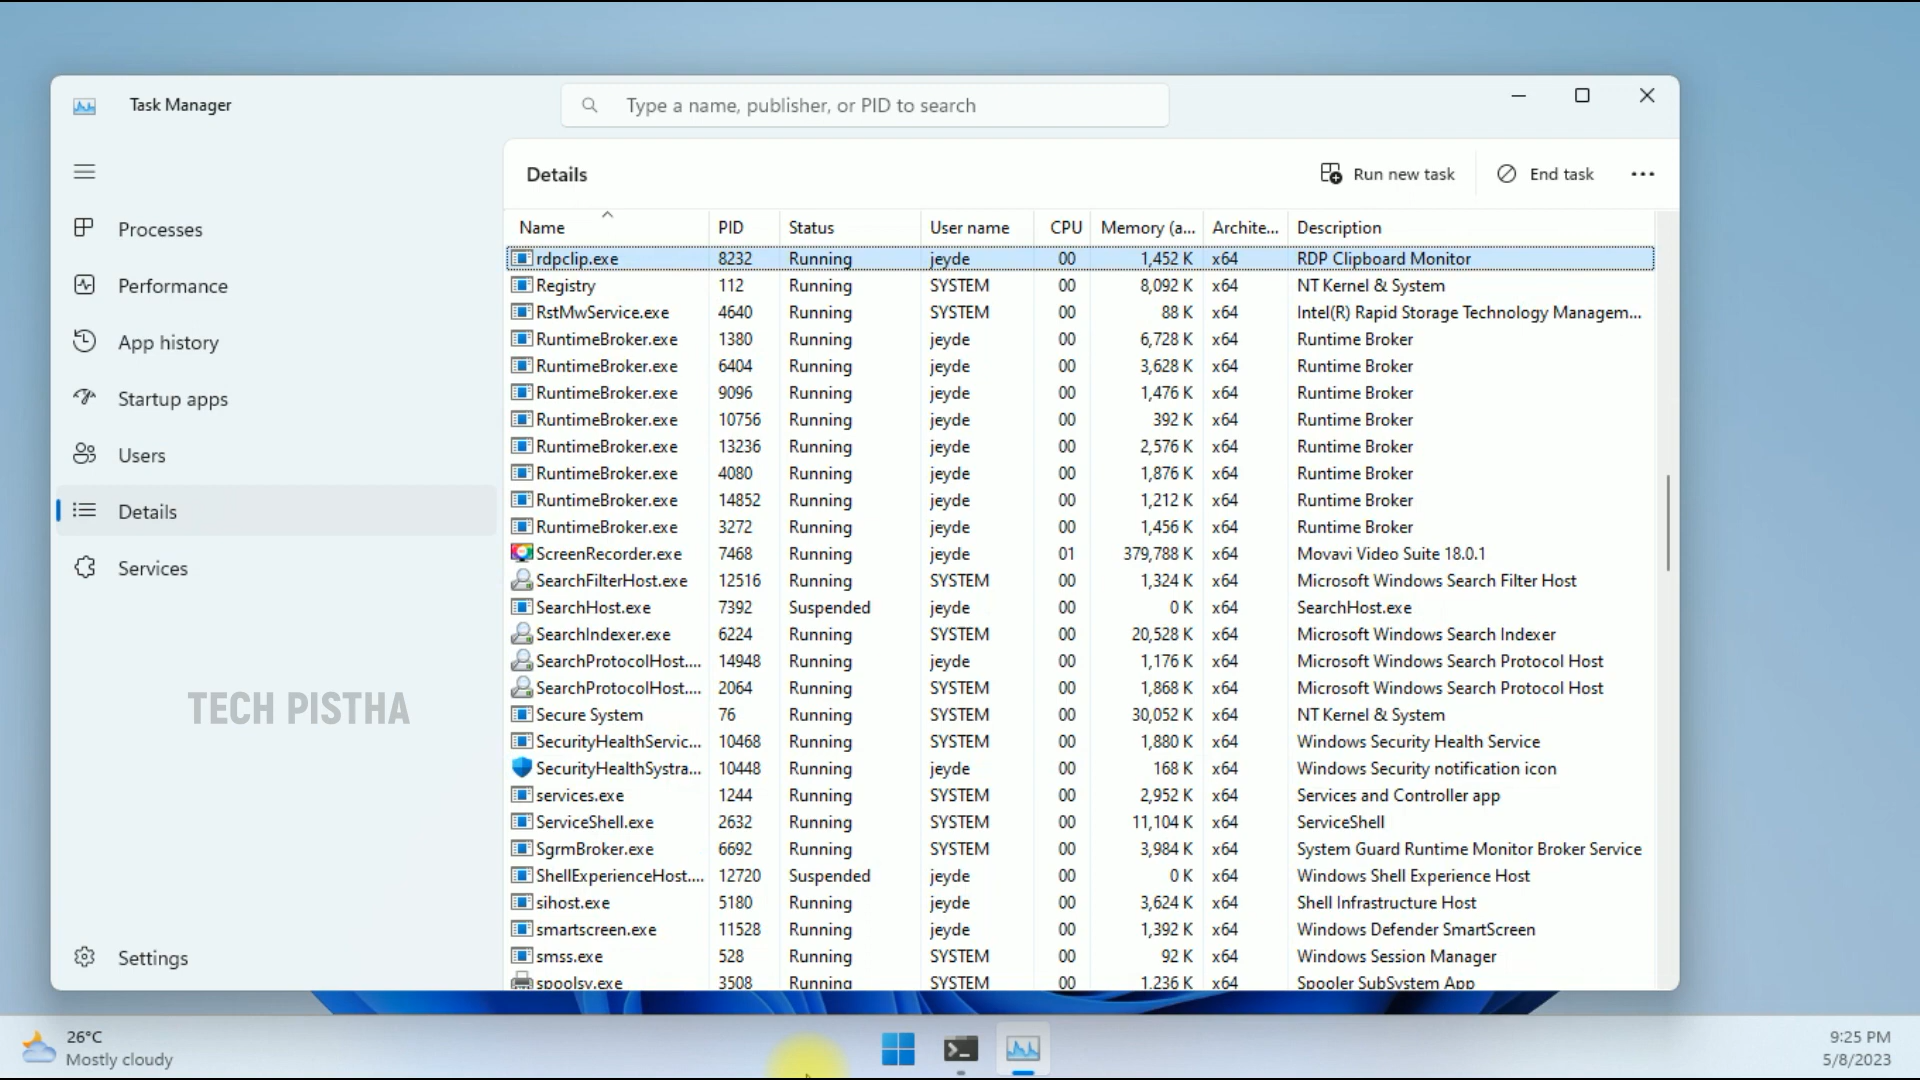 Task Manager
Type a name, publisher, or PID to search
Details
Run new task
End task
Processes
Performance
App history
Startup apps
Users
Details
Services
Settings
TECH PISTHA
Name PID Status User name CPU Memory (a... Archite... Description
rdpclip.exe 8232 Running jeyde 00 1,452 K x64 RDP Clipboard Monitor
Registry 112 Running SYSTEM 00 8,092 K x64 NT Kernel & System
RstMwService.exe 4640 Running SYSTEM 00 88 K x64 Intel(R) Rapid Storage Technology Managem...
RuntimeBroker.exe 1380 Running jeyde 00 6,728 K x64 Runtime Broker
RuntimeBroker.exe 6404 Running jeyde 00 3,628 K x64 Runtime Broker
RuntimeBroker.exe 9096 Running jeyde 00 1,476 K x64 Runtime Broker
RuntimeBroker.exe 10756 Running jeyde 00 392 K x64 Runtime Broker
RuntimeBroker.exe 13236 Running jeyde 00 2,576 K x64 Runtime Broker
RuntimeBroker.exe 4080 Running jeyde 00 1,876 K x64 Runtime Broker
RuntimeBroker.exe 14852 Running jeyde 00 1,212 K x64 Runtime Broker
RuntimeBroker.exe 3272 Running jeyde 00 1,456 K x64 Runtime Broker
ScreenRecorder.exe 7468 Running jeyde 01 379,788 K x64 Movavi Video Suite 18.0.1
SearchFilterHost.exe 12516 Running SYSTEM 00 1,324 K x64 Microsoft Windows Search Filter Host
SearchHost.exe 7392 Suspended jeyde 00 0 K x64 SearchHost.exe
SearchIndexer.exe 6224 Running SYSTEM 00 20,528 K x64 Microsoft Windows Search Indexer
SearchProtocolHost.... 14948 Running jeyde 00 1,176 K x64 Microsoft Windows Search Protocol Host
SearchProtocolHost.... 2064 Running SYSTEM 00 1,868 K x64 Microsoft Windows Search Protocol Host
Secure System 76 Running SYSTEM 00 30,052 K x64 NT Kernel & System
SecurityHealthServic... 10468 Running SYSTEM 00 1,880 K x64 Windows Security Health Service
SecurityHealthSystra... 10448 Running jeyde 00 168 K x64 Windows Security notification icon
services.exe 1244 Running SYSTEM 00 2,952 K x64 Services and Controller app
ServiceShell.exe 2632 Running SYSTEM 00 11,104 K x64 ServiceShell
SgrmBroker.exe 6692 Running SYSTEM 00 3,984 K x64 System Guard Runtime Monitor Broker Service
ShellExperienceHost.... 12720 Suspended jeyde 00 0 K x64 Windows Shell Experience Host
sihost.exe 5180 Running jeyde 00 3,624 K x64 Shell Infrastructure Host
smartscreen.exe 11528 Running jeyde 00 1,392 K x64 Windows Defender SmartScreen
smss.exe 528 Running SYSTEM 00 92 K x64 Windows Session Manager
spoolsv.exe 3508 Running SYSTEM 00 1,236 K x64 Spooler SubSystem App
26°C
Mostly cloudy
9:25 PM
5/8/2023